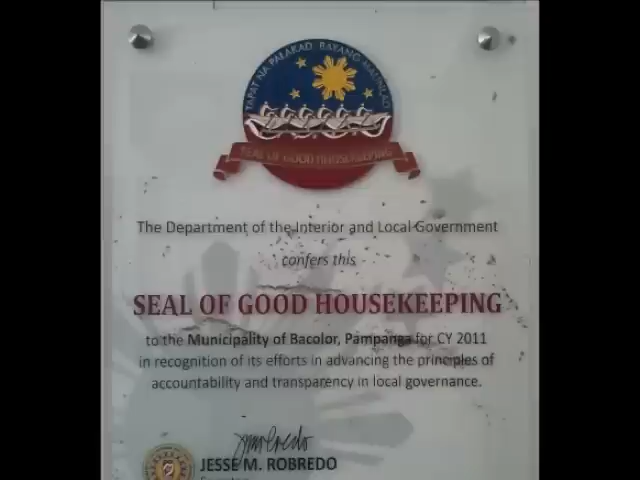 TAPAT NA PALAKAD BAYANG MAUNLAD
SEAL OF GOOD HOUSEKEEPING
The Department of the Interior and Local Government
confers this
SEAL OF GOOD HOUSEKEEPING
to the Municipality of Bacolor, Pampanga for CY 2011
in recognition of its efforts in advancing the principles of
accountability and transparency in local governance.
JESSE M. ROBREDO